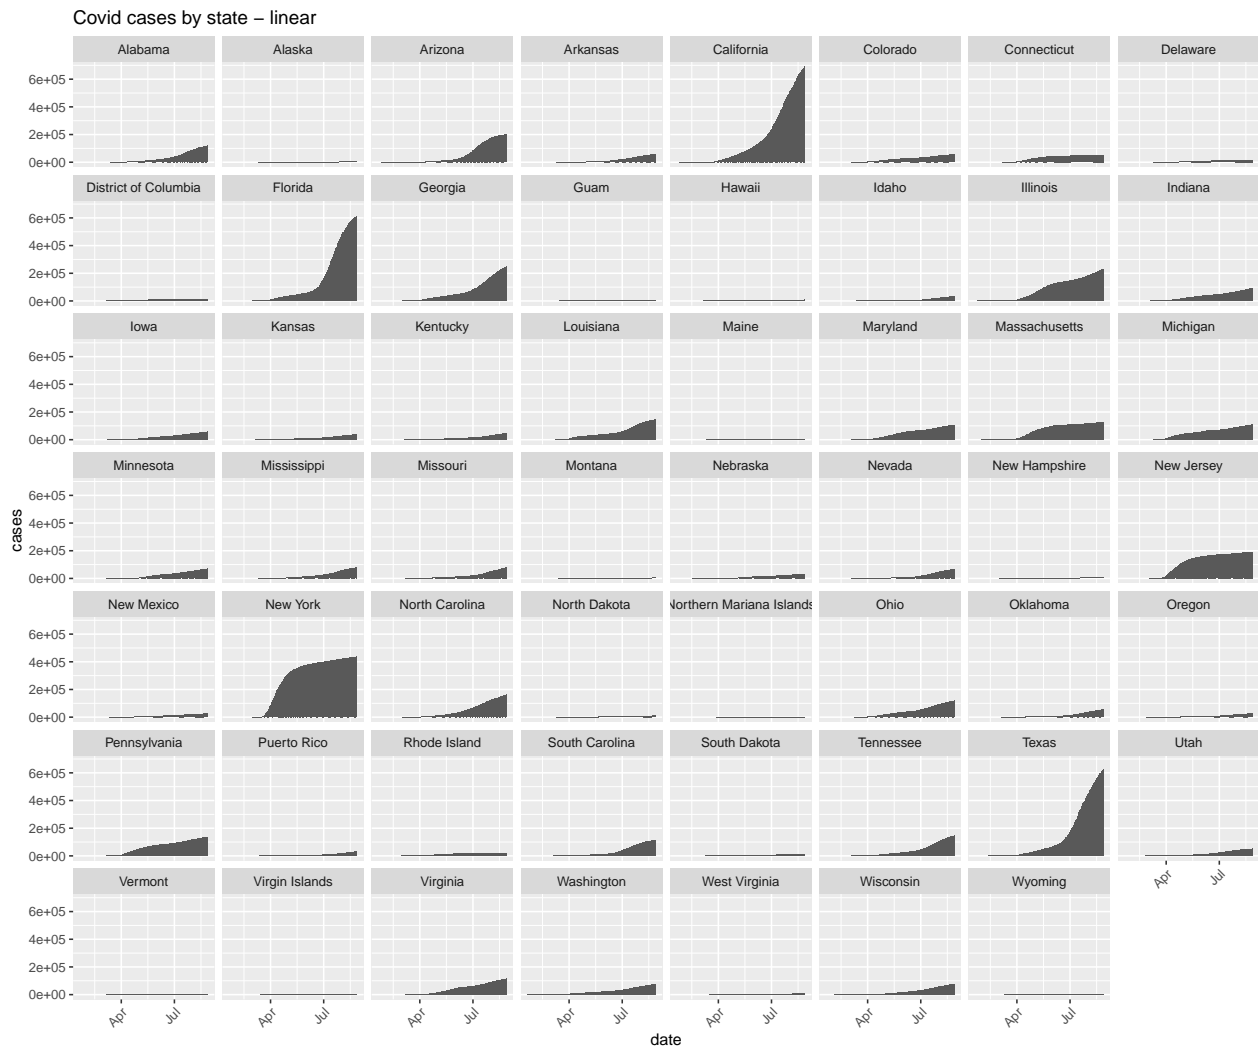 Covid cases by state – linear
Alabama Alaska Arizona Arkansas California Colorado Connecticut Delaware
6e+05
4e+05
2e+05
0e+00
District of Columbia Florida Georgia Guam Hawaii Idaho Illinois Indiana
6e+05
4e+05
2e+05
0e+00
Iowa Kansas Kentucky Louisiana Maine Maryland Massachusetts Michigan
6e+05
4e+05
2e+05
0e+00
Minnesota Mississippi Missouri Montana Nebraska Nevada New Hampshire New Jersey
6e+05
4e+05
2e+05
0e+00
cases
New Mexico New York North Carolina North Dakota Northern Mariana Islands Ohio Oklahoma Oregon
6e+05
4e+05
2e+05
0e+00
Pennsylvania Puerto Rico Rhode Island South Carolina South Dakota Tennessee Texas Utah
6e+05
4e+05
2e+05
0e+00
Apr Jul
Vermont Virgin Islands Virginia Washington West Virginia Wisconsin Wyoming
6e+05
4e+05
2e+05
0e+00
Apr Jul Apr Jul Apr Jul Apr Jul Apr Jul Apr Jul Apr Jul
date